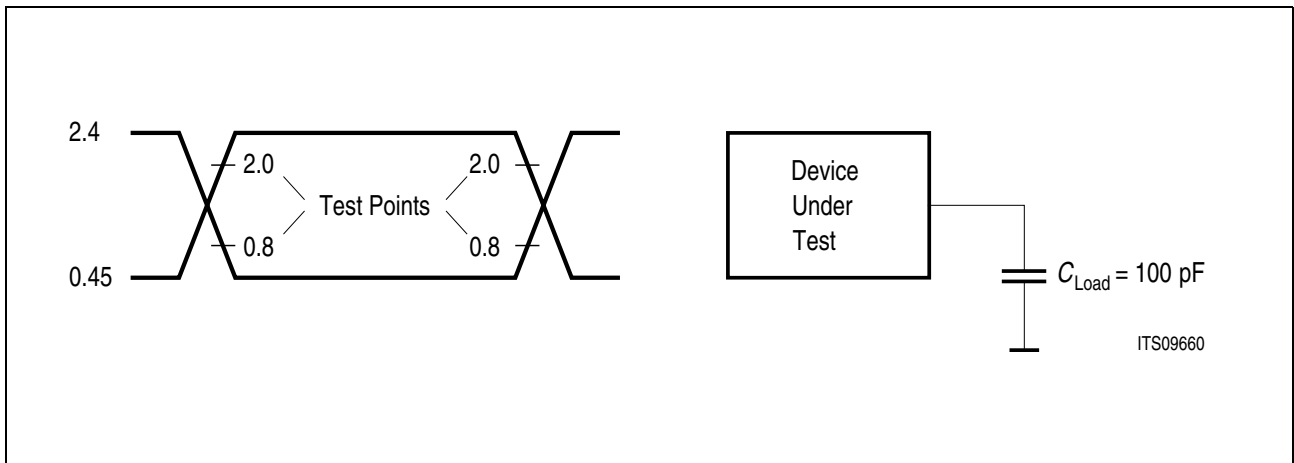 2.4
2.0
2.0
Test Points
0.8
0.8
0.45
Device
Under
Test
C Load = 100 pF
ITS09660